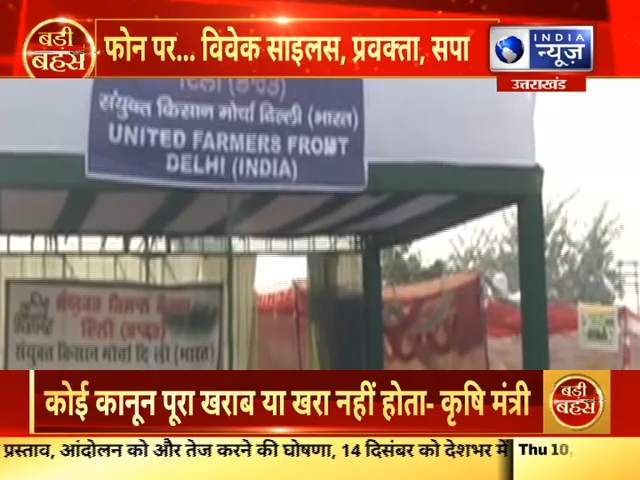 बड़ी
बहस
फोन पर... विवेक साइलस, प्रवक्ता, सपा
INDIA
न्यूज़
उत्तराखंड
संयुक्त किसान मोर्चा दिल्ली (भारत)
UNITED FARMERS FRONT
DELHI (INDIA)
संयुक्त किसान मोर्चा दिल्ली (भारत)
कोई कानून पूरा खराब या खरा नहीं होता- कृषि मंत्री
बड़ी
बहस
प्रस्ताव, आंदोलन को और तेज करने की घोषणा, 14 दिसंबर को देशभर में
Thu 10,